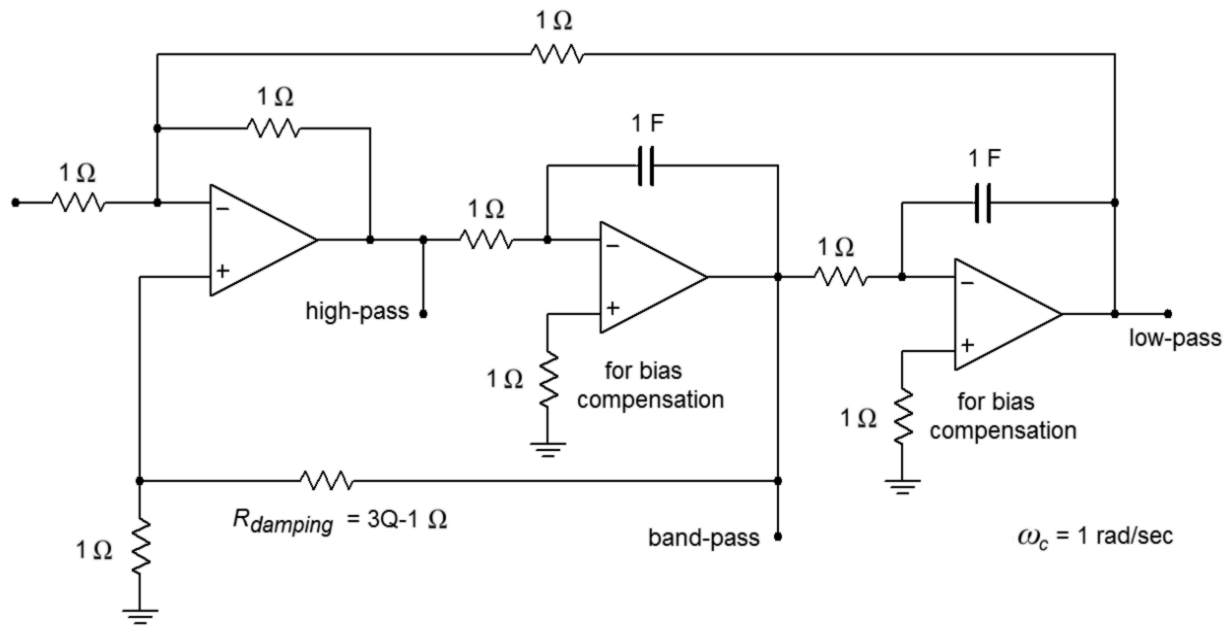 1 Ω
1 Ω
1 F
1 Ω
1 F
−
1 Ω
−
1 Ω
+
−
high-pass
+
low-pass
+
1 Ω
for bias
compensation
1 Ω
for bias
compensation
R_damping = 3Q-1 Ω
band-pass
ω_c = 1 rad/sec
1 Ω